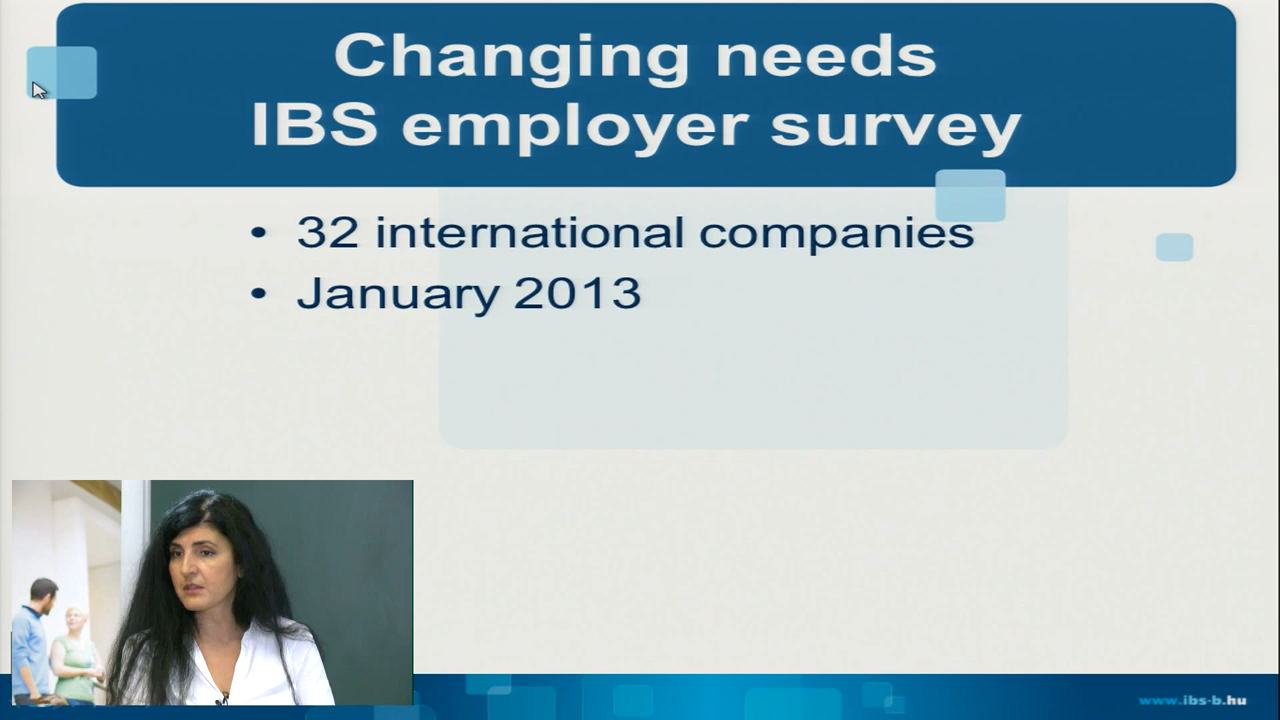 Changing needs
IBS employer survey
• 32 international companies
• January 2013
www.ibs-b.hu